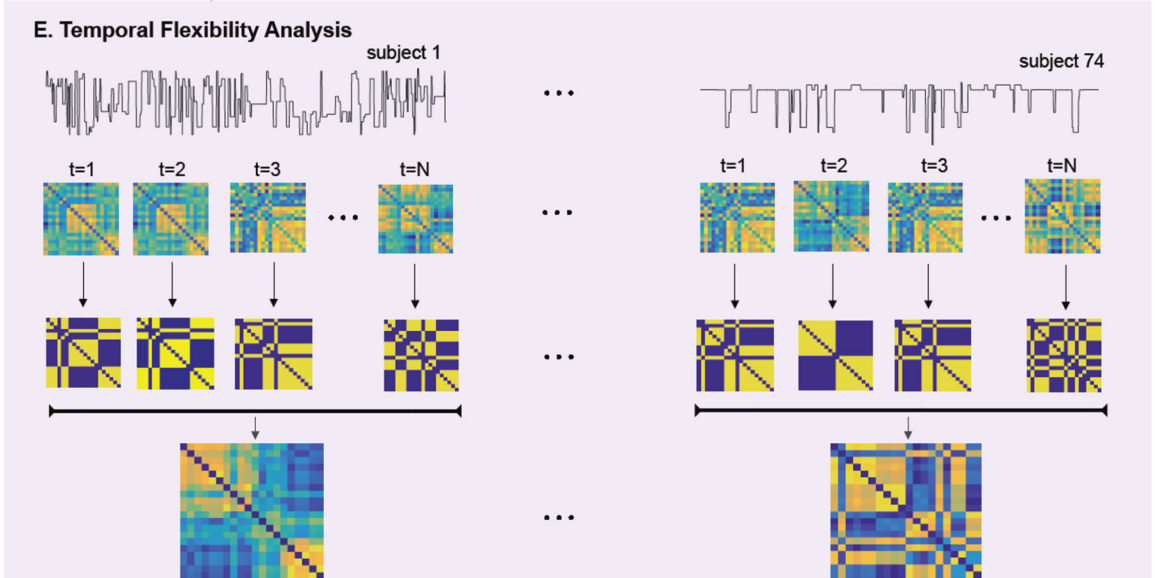 E. Temporal Flexibility Analysis
subject 1
subject 74
...
t=1 t=2 t=3 t=N
t=1 t=2 t=3 t=N
... ... ...
...
...